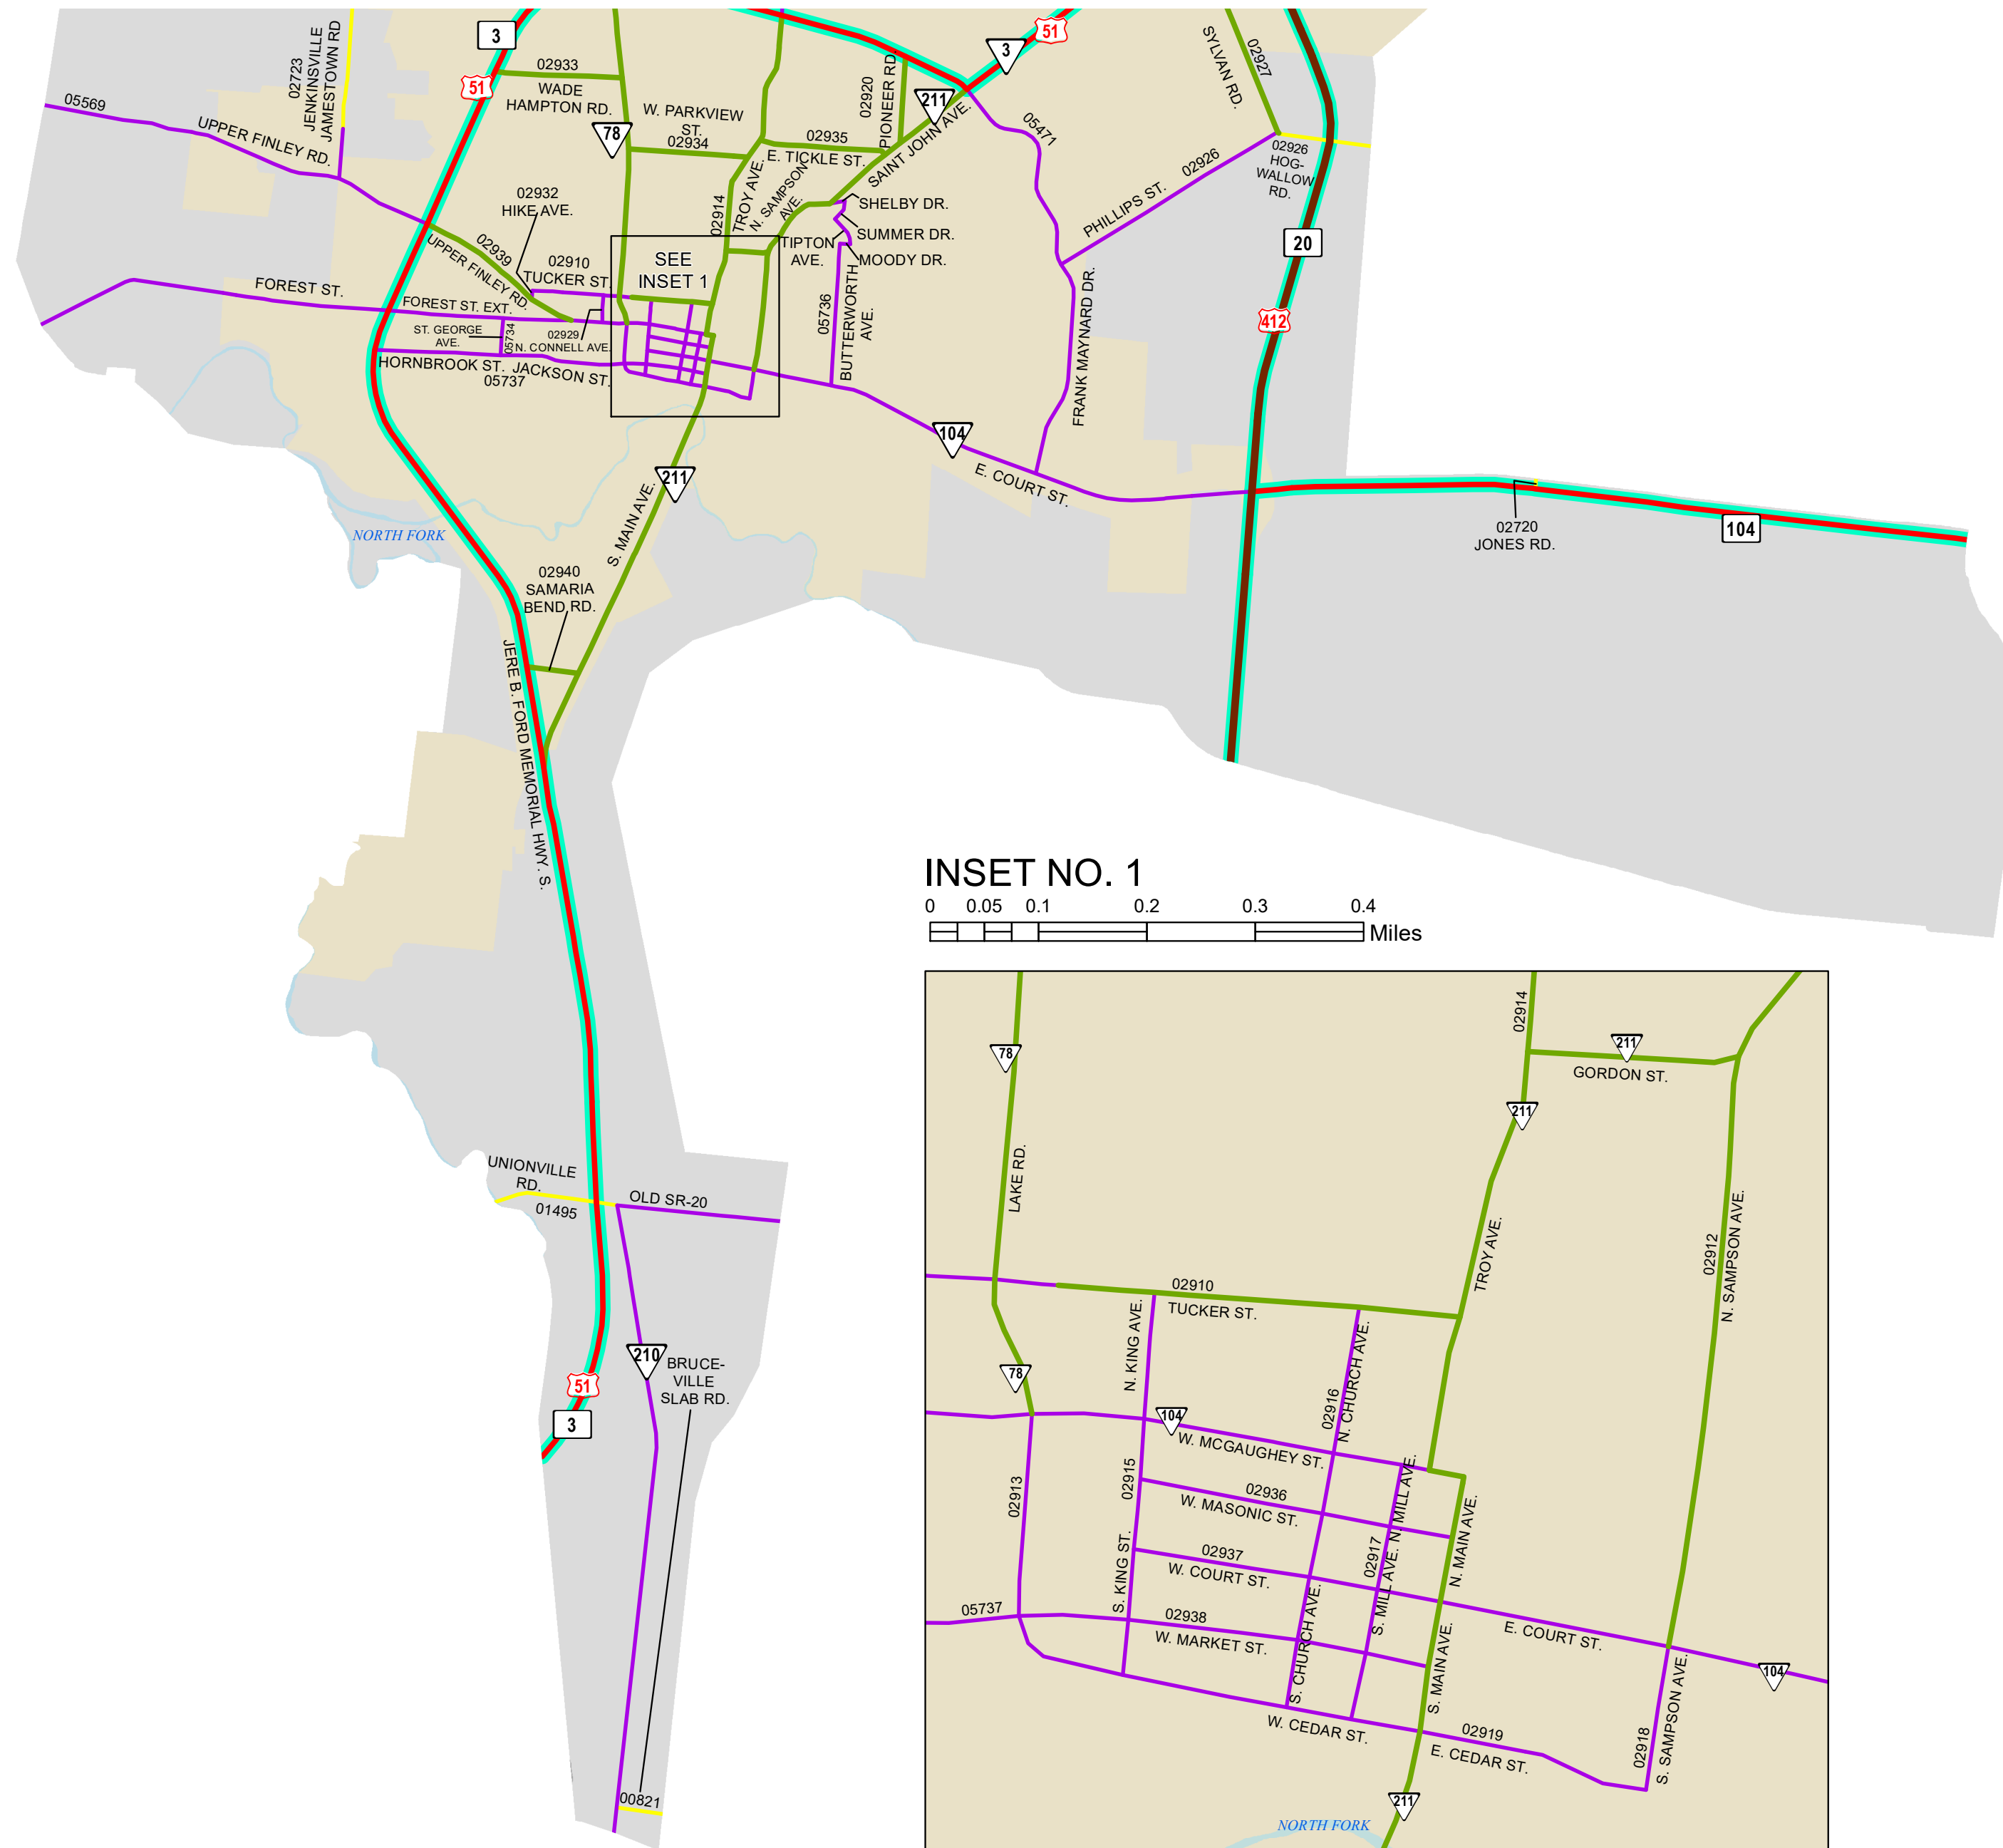 3
51
3
51
02933
WADE
HAMPTON RD.
02723
JENKINSVILLE
JAMESTOWN RD
05569
UPPER FINLEY RD.
78
W. PARKVIEW
ST.
02934
02920
PIONEER RD
211
02935
E. TICKLE ST.
SAINT JOHN AVE.
05471
SYLVAN RD.
02927
02926
HOG-
WALLOW
RD.
02926
PHILLIPS ST.
02932
HIKE AVE.
02914
TROY AVE.
N. SAMPSON
AVE.
SHELBY DR.
SUMMER DR.
TIPTON
AVE.
MOODY DR.
20
02939
UPPER FINLEY RD.
02910
TUCKER ST.
SEE
INSET 1
FOREST ST.
FOREST ST. EXT.
ST. GEORGE
AVE.
05734
02929
N. CONNELL AVE.
05736
BUTTERWORTH
AVE.
FRANK MAYNARD DR.
412
HORNBROOK ST.
JACKSON ST.
05737
104
E. COURT ST.
211
S. MAIN AVE.
NORTH FORK
02720
JONES RD.
104
02940
SAMARIA
BEND RD.
JERE B. FORD MEMORIAL HWY. S.
INSET NO. 1
0 0.05 0.1 0.2 0.3 0.4
Miles
UNIONVILLE
RD.
01495
OLD SR-20
210
BRUCE-
VILLE
SLAB RD.
51
3
00821
78
02914
211
GORDON ST.
211
LAKE RD.
TROY AVE.
02912
N. SAMPSON AVE.
02910
TUCKER ST.
N. KING AVE.
02916
N. CHURCH AVE.
78
104
W. MCGAUGHEY ST.
02913
02915
02936
W. MASONIC ST.
N. MILL AVE.
N. MAIN AVE.
02937
W. COURT ST.
02917
S. MILL AVE.
S. KING ST.
05737
02938
W. MARKET ST.
S. CHURCH AVE.
S. MAIN AVE.
E. COURT ST.
104
W. CEDAR ST.
02919
E. CEDAR ST.
02918
S. SAMPSON AVE.
211
NORTH FORK